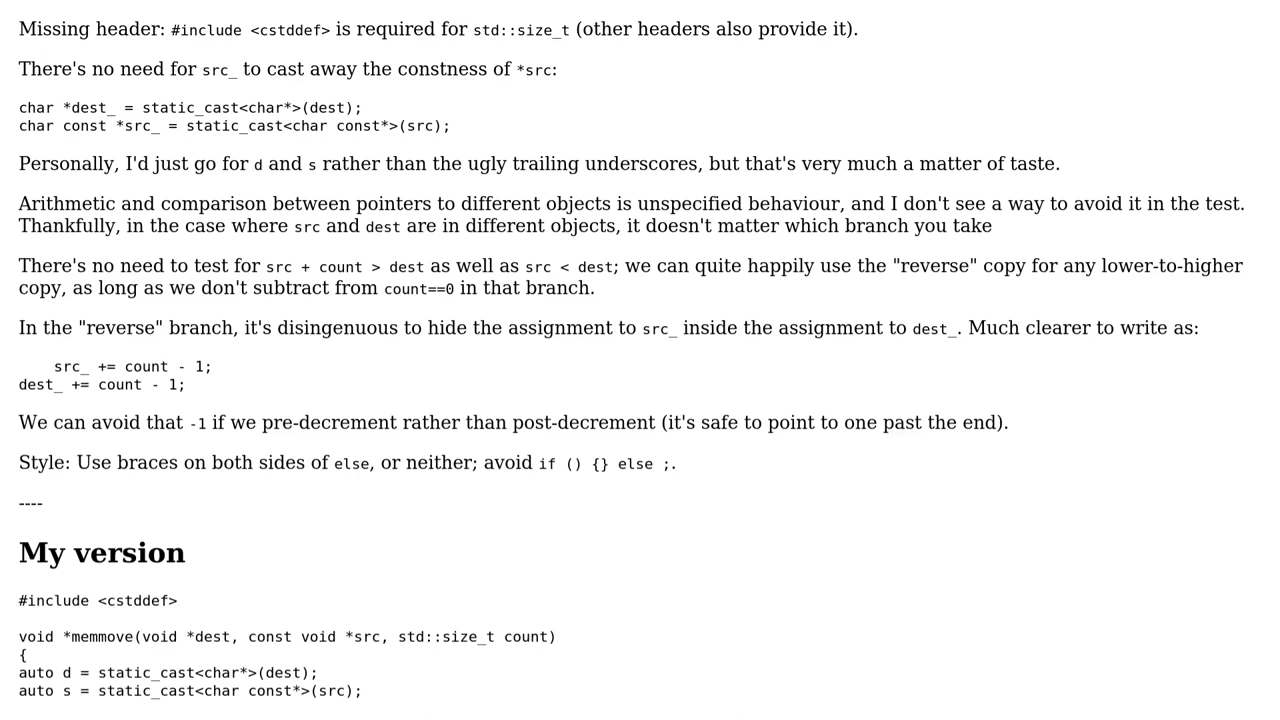 Missing header: #include <cstddef> is required for std::size_t (other headers also provide it).
There's no need for src_ to cast away the constness of *src:
char *dest_ = static_cast<char*>(dest);
char const *src_ = static_cast<char const*>(src);
Personally, I'd just go for d and s rather than the ugly trailing underscores, but that's very much a matter of taste.
Arithmetic and comparison between pointers to different objects is unspecified behaviour, and I don't see a way to avoid it in the test.
Thankfully, in the case where src and dest are in different objects, it doesn't matter which branch you take
There's no need to test for src + count > dest as well as src < dest; we can quite happily use the "reverse" copy for any lower-to-higher
copy, as long as we don't subtract from count==0 in that branch.
In the "reverse" branch, it's disingenuous to hide the assignment to src_ inside the assignment to dest_. Much clearer to write as:
    src_ += count - 1;
dest_ += count - 1;
We can avoid that -1 if we pre-decrement rather than post-decrement (it's safe to point to one past the end).
Style: Use braces on both sides of else, or neither; avoid if () {} else ;.
----
My version
#include <cstddef>
void *memmove(void *dest, const void *src, std::size_t count)
{
auto d = static_cast<char*>(dest);
auto s = static_cast<char const*>(src);